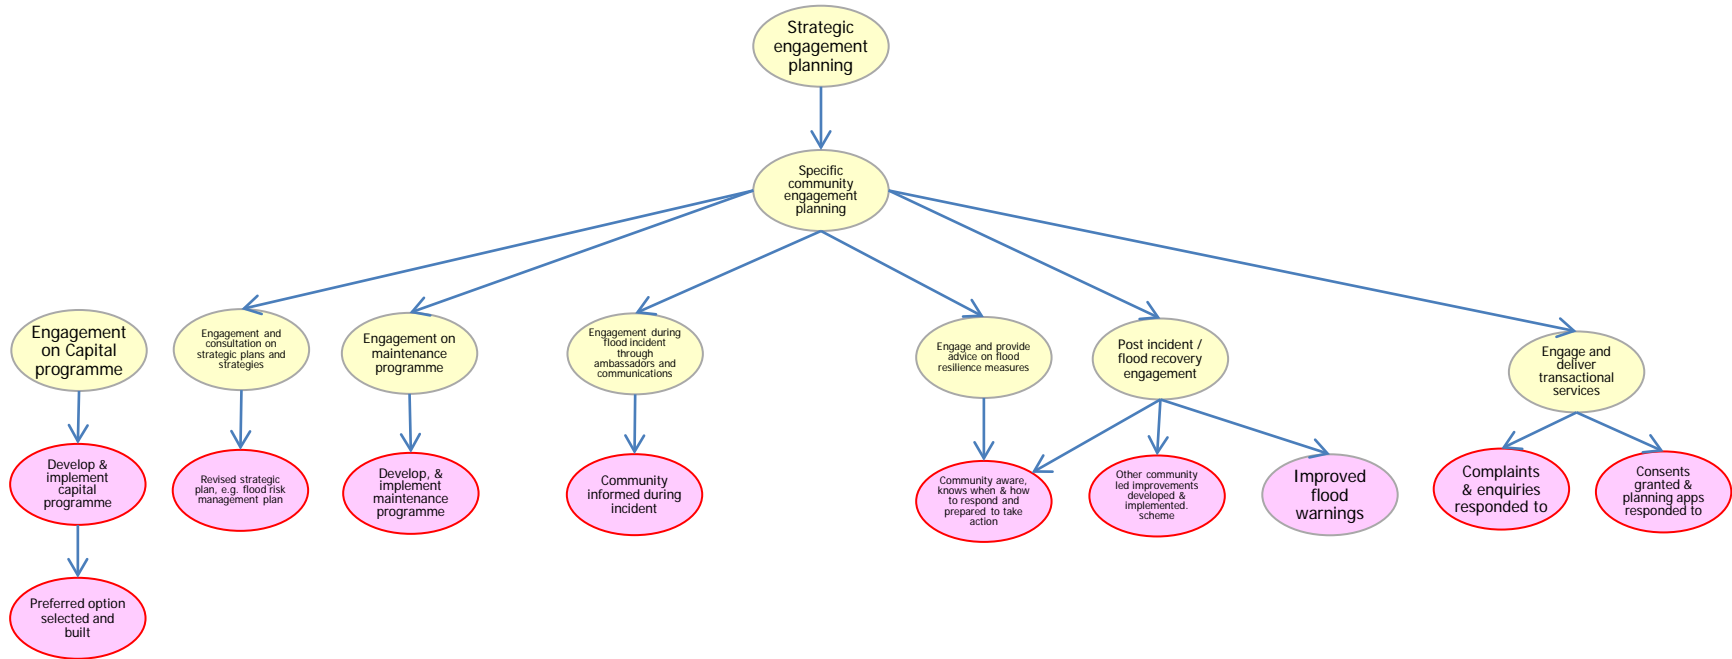 Strategic
engagement
planning
Specific
community
engagement
planning
Engagement
on Capital
programme
Engagement and
consultation on
strategic plans and
strategies
Engagement on
maintenance
programme
Engagement during
flood incident
through
ambassadors and
communications
Engage and provide
advice on flood
resilience measures
Post incident /
flood recovery
engagement
Engage and
deliver
transactional
services
Develop &
implement
capital
programme
Revised strategic
plan, e.g. flood risk
management plan
Develop, &
implement
maintenance
programme
Community
informed during
incident
Community aware,
knows when & how
to respond and
prepared to take
action
Other community
led improvements
developed &
implemented.
scheme
Improved
flood
warnings
Complaints
& enquiries
responded to
Consents
granted &
planning apps
responded to
Preferred option
selected and
built